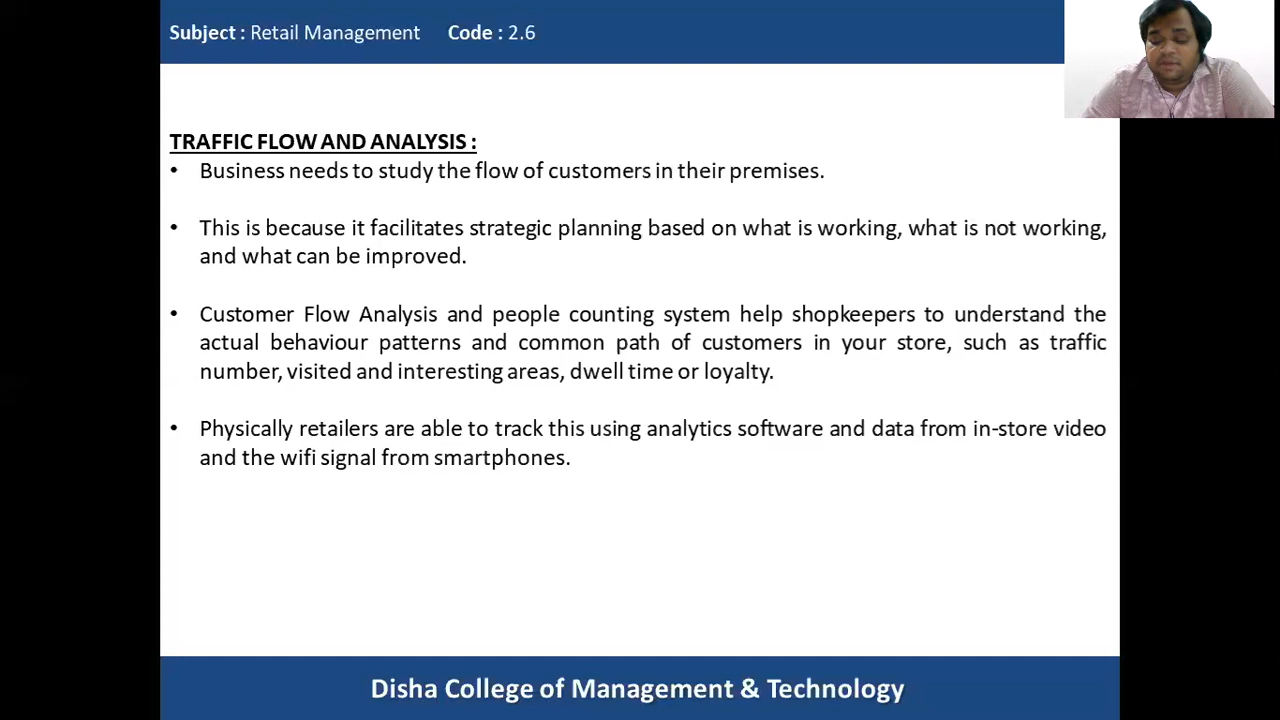 Subject : Retail Management Code : 2.6
TRAFFIC FLOW AND ANALYSIS :
• Business needs to study the flow of customers in their premises.
• This is because it facilitates strategic planning based on what is working, what is not working,
and what can be improved.
• Customer Flow Analysis and people counting system help shopkeepers to understand the
actual behaviour patterns and common path of customers in your store, such as traffic
number, visited and interesting areas, dwell time or loyalty.
• Physically retailers are able to track this using analytics software and data from in-store video
and the wifi signal from smartphones.
Disha College of Management & Technology